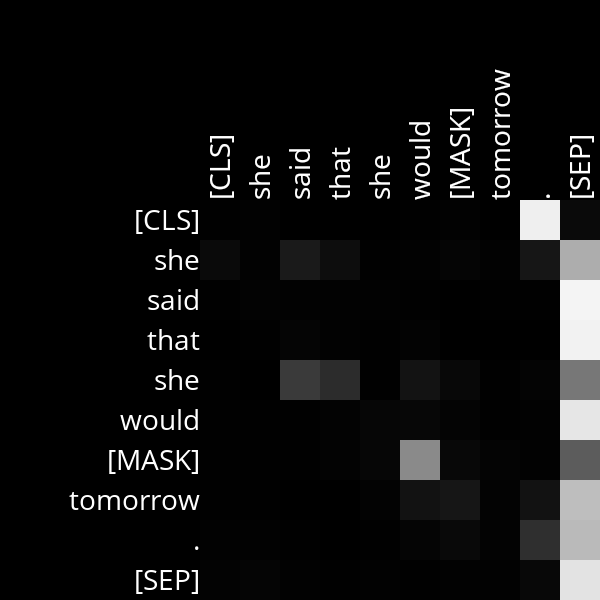 [CLS] she said that she would [MASK] tomorrow . [SEP]
[CLS]
she
said
that
she
would
[MASK]
tomorrow
.
[SEP]